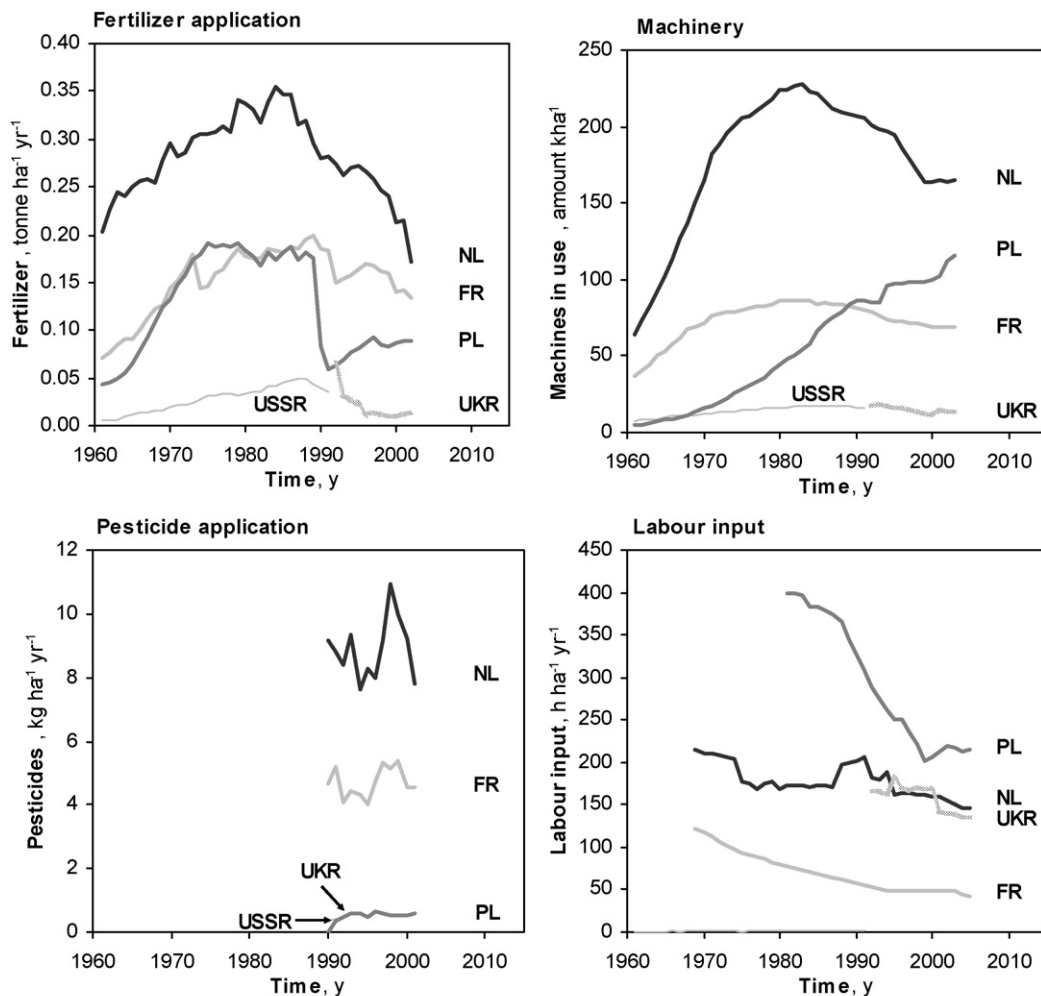 Fertilizer application
0.40
0.35
0.30
0.25
0.20
0.15
0.10
0.05
0.00
Fertilizer, tonne ha⁻¹ yr⁻¹
NL
FR
PL
USSR
UKR
1960 1970 1980 1990 2000 2010
Time, y
Machinery
250
200
150
100
50
0
Machines in use , amount kha¹
NL
PL
FR
USSR
UKR
1960 1970 1980 1990 2000 2010
Time, y
Pesticide application
12
10
8
6
4
2
0
Pesticides, kg ha⁻¹ yr⁻¹
NL
FR
UKR
USSR
PL
1960 1970 1980 1990 2000 2010
Time, y
Labour input
450
400
350
300
250
200
150
100
50
0
Labour input, h ha⁻¹ yr⁻¹
PL
NL
UKR
FR
1960 1970 1980 1990 2000 2010
Time, y